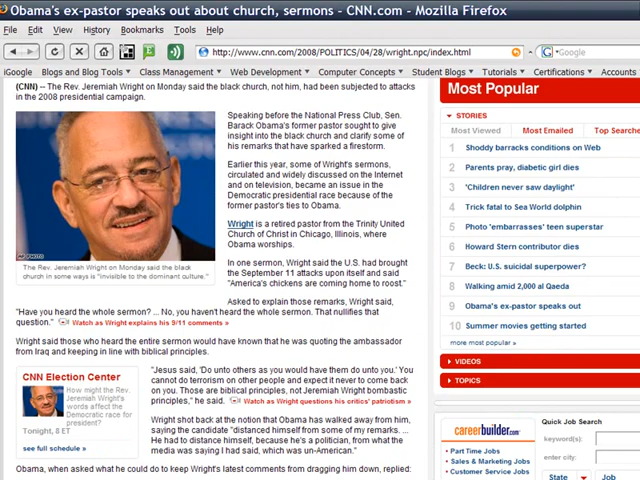 Obama's ex-pastor speaks out about church, sermons - CNN.com - Mozilla Firefox
File Edit View History Bookmarks Tools Help
http://www.cnn.com/2008/POLITICS/04/28/wright.npc/index.html
Google
iGoogle Blogs and Blog Tools Class Management Web Development Computer Concepts Student Blogs Tutorials Certifications Accounts
(CNN) -- The Rev. Jeremiah Wright on Monday said the black church, not him, had been subjected to attacks
in the 2008 presidential campaign.
AP PHOTO
The Rev. Jeremiah Wright on Monday said the black
church in some ways is "invisible to the dominant culture."
Speaking before the National Press Club, Sen.
Barack Obama's former pastor sought to give
insight into the black church and clarify some of
his remarks that have sparked a firestorm.
Earlier this year, some of Wright's sermons,
circulated and widely discussed on the Internet
and on television, became an issue in the
Democratic presidential race because of the
former pastor's ties to Obama.
Wright is a retired pastor from the Trinity United
Church of Christ in Chicago, Illinois, where
Obama worships.
In one sermon, Wright said the U.S. had brought
the September 11 attacks upon itself and said
"America's chickens are coming home to roost."
Asked to explain those remarks, Wright said,
"Have you heard the whole sermon? ... No, you haven't heard the whole sermon. That nullifies that
question." Watch as Wright explains his 9/11 comments »
Wright said those who heard the entire sermon would have known that he was quoting the ambassador
from Iraq and keeping in line with biblical principles.
CNN Election Center
How might the Rev.
Jeremiah Wright's
words affect the
Democratic race for
president?
Tonight, 8 ET
see full schedule »
"Jesus said, 'Do unto others as you would have them do unto you.' You
cannot do terrorism on other people and expect it never to come back
on you. Those are biblical principles, not Jeremiah Wright bombastic
principles," he said. Watch as Wright questions his critics' patriotism »
Wright shot back at the notion that Obama has walked away from him,
saying the candidate "distanced himself from some of my remarks. ...
He had to distance himself, because he's a politician, from what the
media was saying I had said, which was un-American."
Obama, when asked what he could do to keep Wright's latest comments from dragging him down, replied:
Most Popular
STORIES
Most Viewed Most Emailed Top Searche
1 Shoddy barracks conditions on Web
2 Parents pray, diabetic girl dies
3 'Children never saw daylight'
4 Trick fatal to Sea World dolphin
5 Photo 'embarrasses' teen superstar
6 Howard Stern contributor dies
7 Beck: U.S. suicidal superpower?
8 Walking amid 2,000 al Qaeda
9 Obama's ex-pastor speaks out
10 Summer movies getting started
more most popular »
VIDEOS
TOPICS
careerbuilder.com
Part Time Jobs
Sales & Marketing Jobs
Customer Service Jobs
Quick Job Search
keyword(s):
enter city:
State
Job